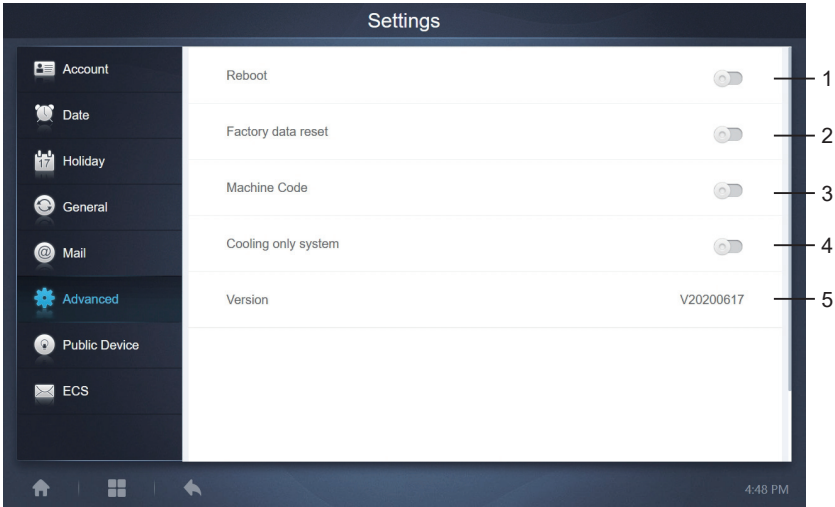 Settings
Account
Date
17
Holiday
General
@
Mail
Advanced
Public Device
ECS
Reboot
1
Factory data reset
2
Machine Code
3
Cooling only system
4
Version V20200617
5
4:48 PM